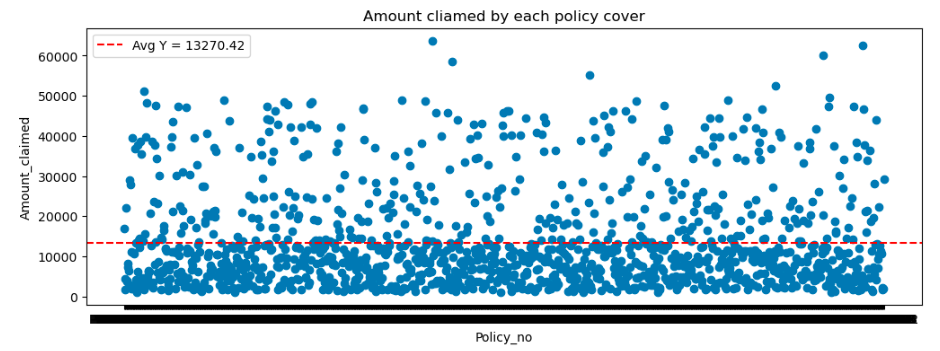 Amount cliamed by each policy cover
Avg Y = 13270.42
60000
50000
40000
30000
20000
10000
0
Amount_claimed
Policy_no